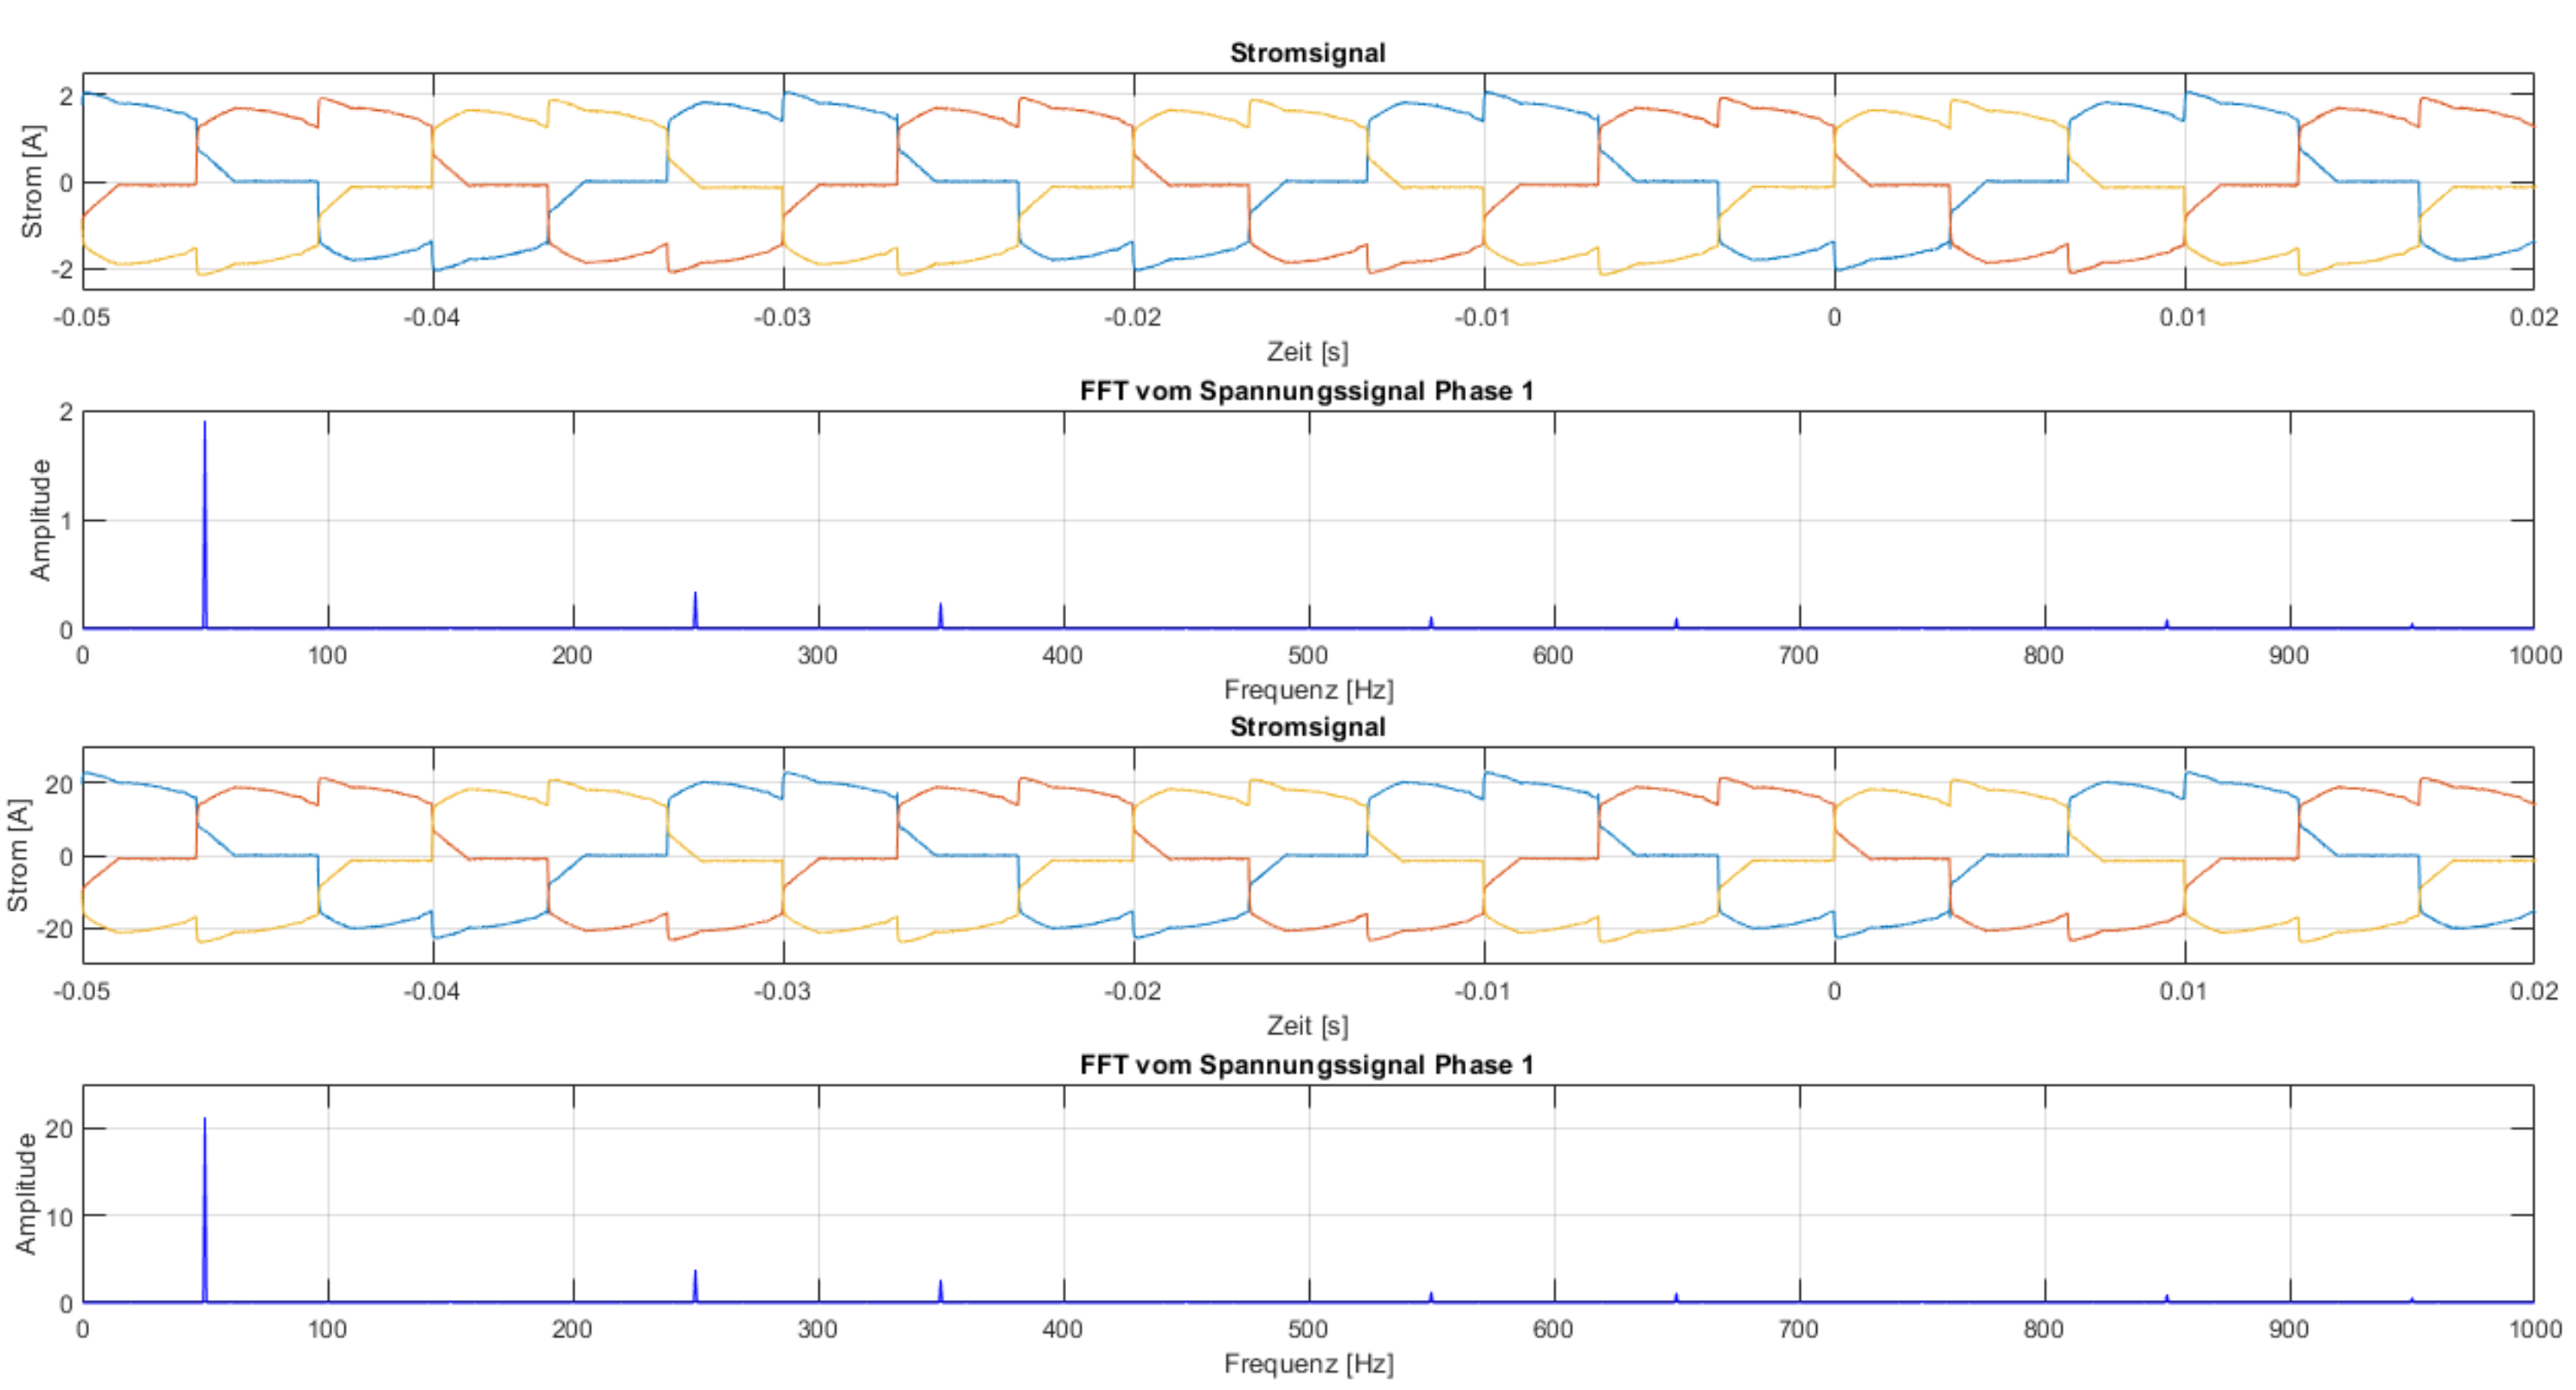 Stromsignal
Strom [A]
2
0
-2
-0.05 -0.04 -0.03 -0.02 -0.01 0 0.01 0.02
Zeit [s]
FFT vom Spannungssignal Phase 1
Amplitude
2
1
0
0 100 200 300 400 500 600 700 800 900 1000
Frequenz [Hz]
Stromsignal
Strom [A]
20
0
-20
-0.05 -0.04 -0.03 -0.02 -0.01 0 0.01 0.02
Zeit [s]
FFT vom Spannungssignal Phase 1
Amplitude
20
10
0
0 100 200 300 400 500 600 700 800 900 1000
Frequenz [Hz]